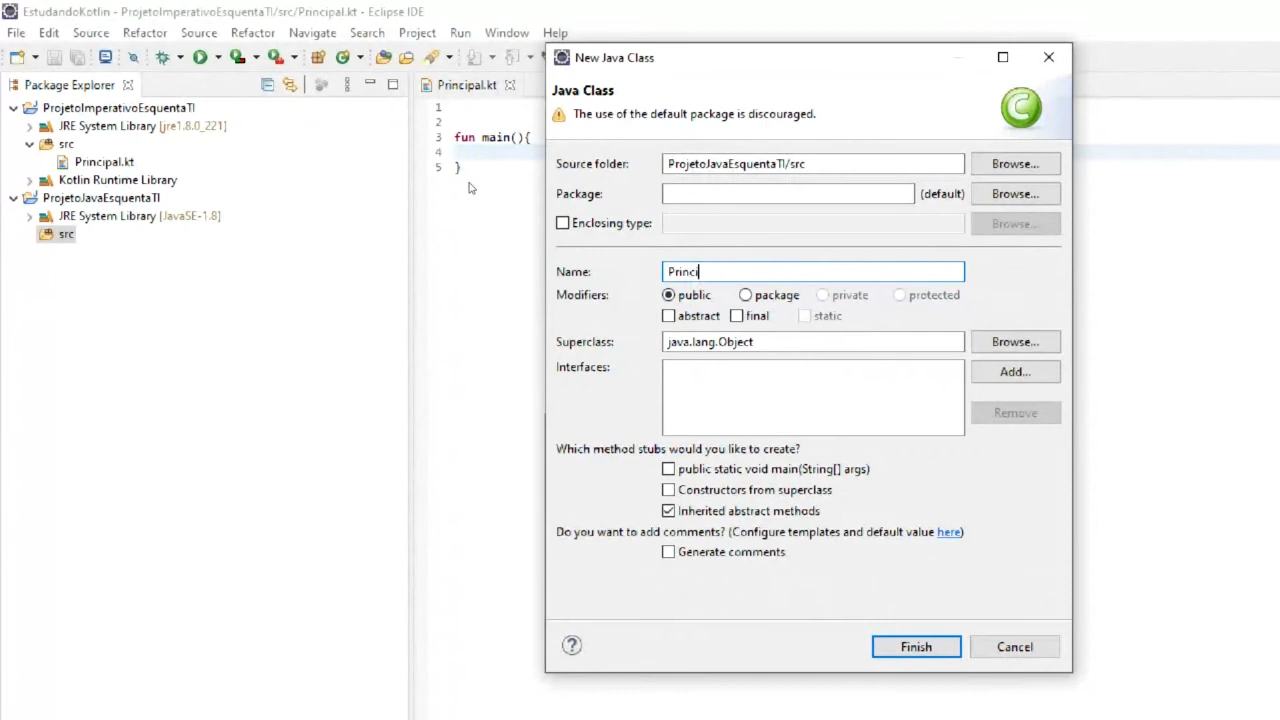 EstudandoKotlin - ProjetoImperativoEsquentaTI/src/Principal.kt - Eclipse IDE
File Edit Source Refactor Source Refactor Navigate Search Project Run Window Help
Package Explorer
ProjetoImperativoEsquentaTI
JRE System Library [jre1.8.0_221]
src
Principal.kt
Kotlin Runtime Library
ProjetoJavaEsquentaTI
JRE System Library [JavaSE-1.8]
src
Principal.kt
1
2
3 fun main(){
4
5 }
New Java Class
Java Class
The use of the default package is discouraged.
Source folder: ProjetoJavaEsquentaTI/src Browse...
Package: (default) Browse...
Enclosing type: Browse...
Name: Princi
Modifiers: public package private protected
abstract final static
Superclass: java.lang.Object Browse...
Interfaces: Add...
Remove
Which method stubs would you like to create?
public static void main(String[] args)
Constructors from superclass
Inherited abstract methods
Do you want to add comments? (Configure templates and default value here)
Generate comments
Finish Cancel